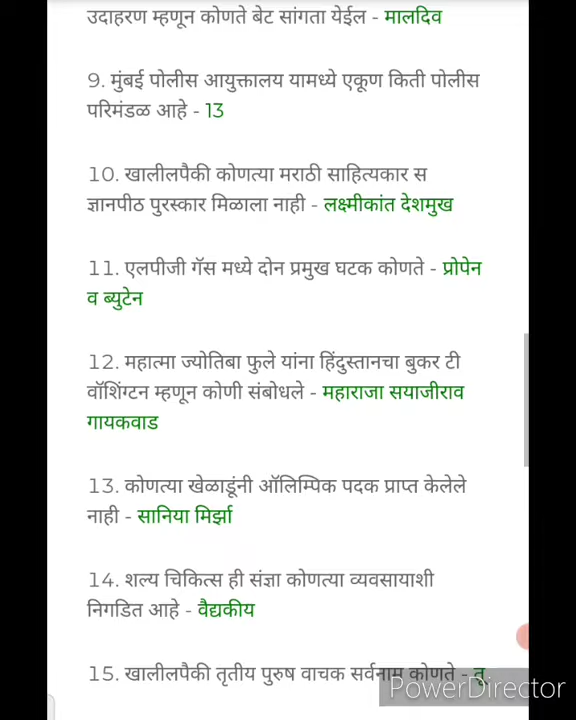 उदाहरण म्हणून कोणते बेट सांगता येईल - मालदिव
9. मुंबई पोलीस आयुक्तालय यामध्ये एकूण किती पोलीस
परिमंडळ आहे - 13
10. खालीलपैकी कोणत्या मराठी साहित्यकार स
ज्ञानपीठ पुरस्कार मिळाला नाही - लक्ष्मीकांत देशमुख
11. एलपीजी गॅस मध्ये दोन प्रमुख घटक कोणते - प्रोपेन
व ब्युटेन
12. महात्मा ज्योतिबा फुले यांना हिंदुस्तानचा बुकर टी
वॉशिंग्टन म्हणून कोणी संबोधले - महाराजा सयाजीराव
गायकवाड
13. कोणत्या खेळाडूंनी ऑलिम्पिक पदक प्राप्त केलेले
नाही - सानिया मिर्झा
14. शल्य चिकित्स ही संज्ञा कोणत्या व्यवसायाशी
निगडित आहे - वैद्यकीय
15. खालीलपैकी तृतीय पुरुष वाचक सर्वनाम कोणते - तू
PowerDirector